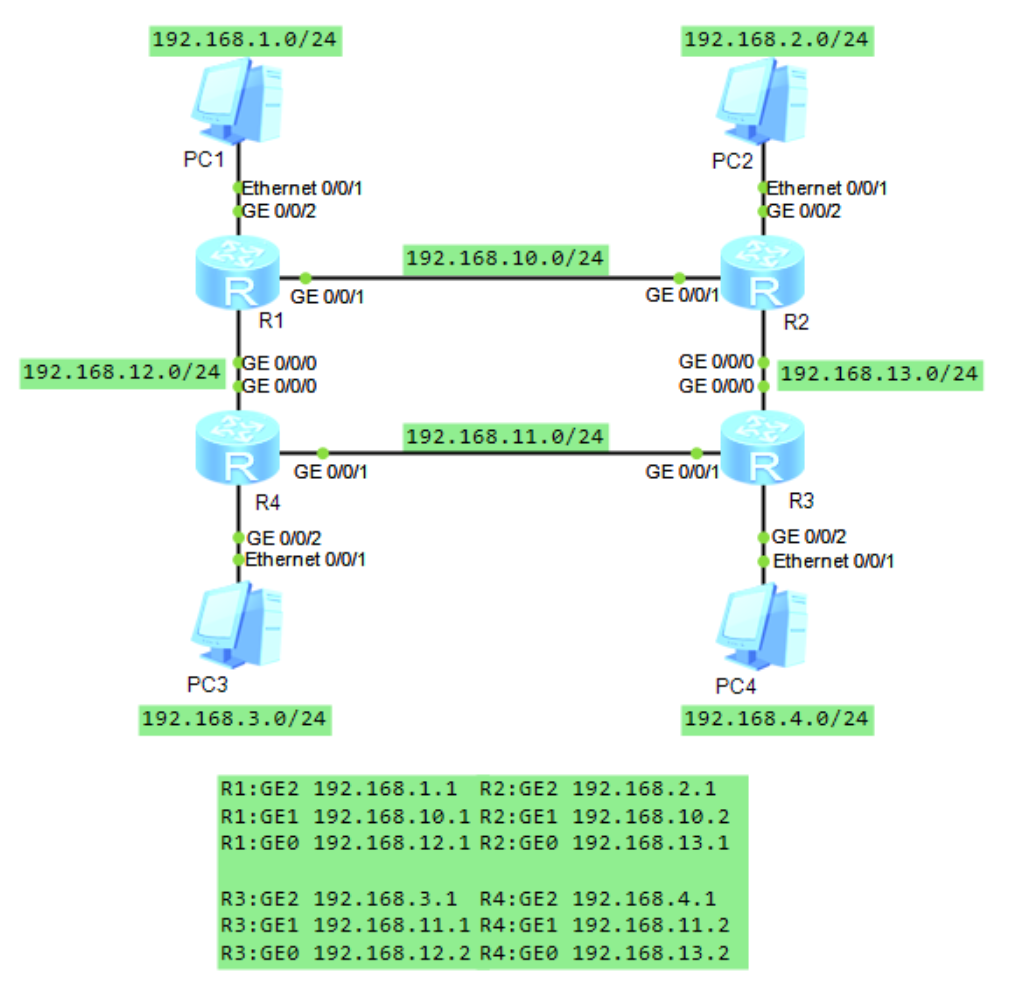 192.168.1.0/24
192.168.2.0/24
PC1
PC2
Ethernet 0/0/1
Ethernet 0/0/1
GE 0/0/2
GE 0/0/2
192.168.10.0/24
R
GE 0/0/1
GE 0/0/1
R
R1
R2
192.168.12.0/24
GE 0/0/0
GE 0/0/0
GE 0/0/0
GE 0/0/0
192.168.13.0/24
192.168.11.0/24
R
GE 0/0/1
GE 0/0/1
R
R4
R3
GE 0/0/2
GE 0/0/2
Ethernet 0/0/1
Ethernet 0/0/1
PC3
PC4
192.168.3.0/24
192.168.4.0/24
R1:GE2 192.168.1.1 R2:GE2 192.168.2.1
R1:GE1 192.168.10.1 R2:GE1 192.168.10.2
R1:GE0 192.168.12.1 R2:GE0 192.168.13.1
R3:GE2 192.168.3.1 R4:GE2 192.168.4.1
R3:GE1 192.168.11.1 R4:GE1 192.168.11.2
R3:GE0 192.168.12.2 R4:GE0 192.168.13.2